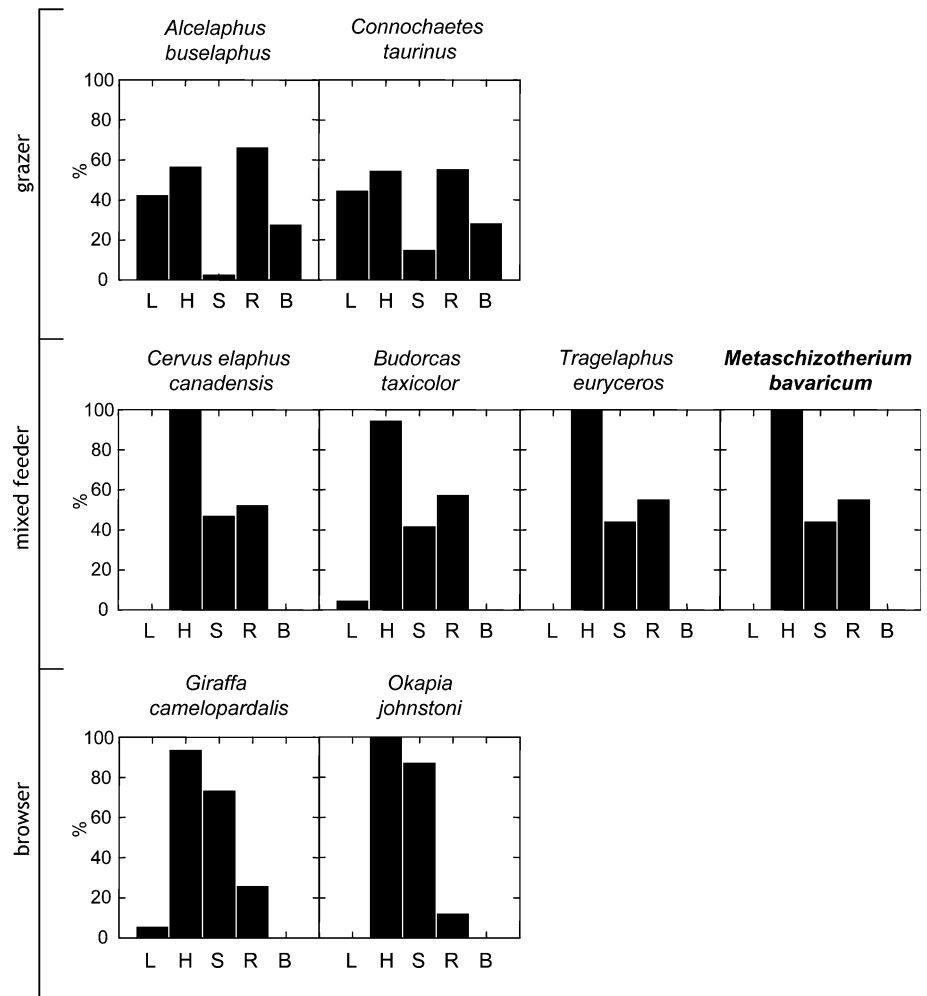 Alcelaphus buselaphus
Connochaetes taurinus
grazer
%
100
80
60
40
20
0
L H S R B
L H S R B
Cervus elaphus canadensis
Budorcas taxicolor
Tragelaphus euryceros
Metaschizotherium bavaricum
mixed feeder
%
100
80
60
40
20
0
L H S R B
L H S R B
L H S R B
L H S R B
Giraffa camelopardalis
Okapia johnstoni
browser
%
100
80
60
40
20
0
L H S R B
L H S R B